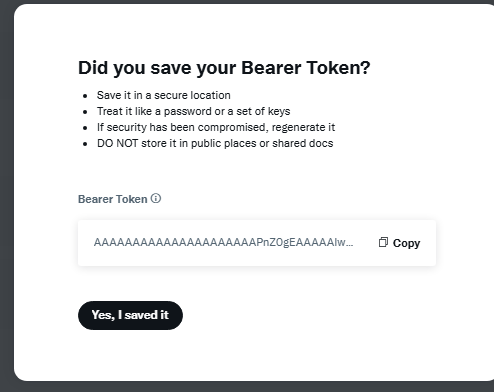 Did you save your Bearer Token?
• Save it in a secure location
• Treat it like a password or a set of keys
• If security has been compromised, regenerate it
• DO NOT store it in public places or shared docs
Bearer Token
AAAAAAAAAAAAAAAAAAAAAPnZ0gEAAAAAIw... Copy
Yes, I saved it